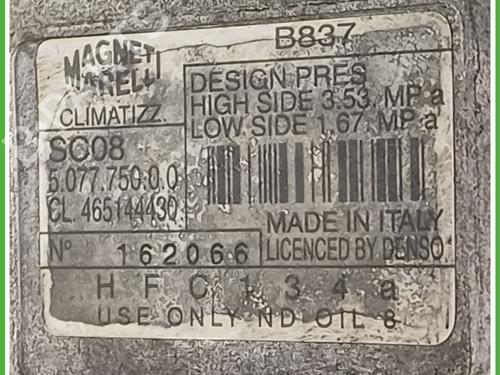 B837
MAGNETI
MARELLI
CLIMATIZZ.
DESIGN PRES
HIGH SIDE 3.53 MPa
LOW SIDE 1.67 MPa
SC08
5.077.750.0.0
CL. 465144430
MADE IN ITALY
LICENCED BY DENSO
N° 162066
HFC134a
USE ONLY ND OIL 8